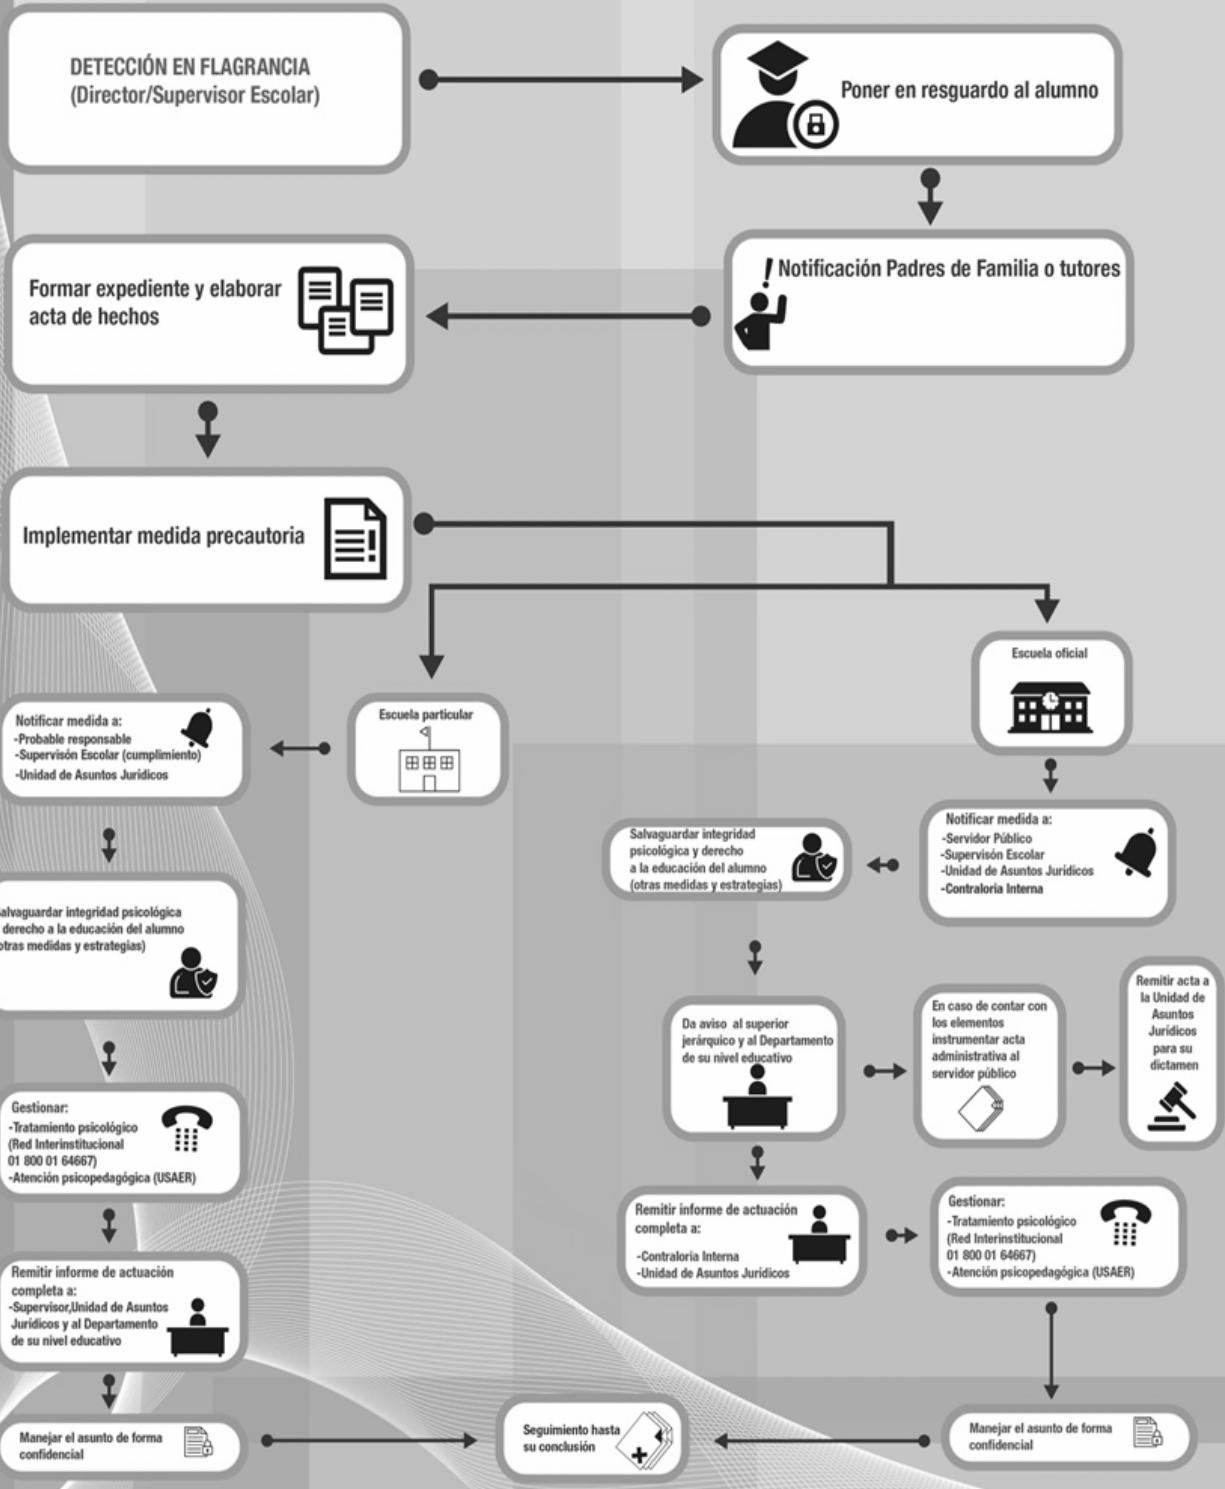 DETECCIÓN EN FLAGRANCIA
(Director/Supervisor Escolar)
Poner en resguardo al alumno
Notificación Padres de Familia o tutores
Formar expediente y elaborar
acta de hechos
Implementar medida precautoria
Escuela oficial
Escuela particular
Notificar medida a:
-Probable responsable
-Supervisón Escolar (cumplimiento)
-Unidad de Asuntos Jurídicos
Notificar medida a:
-Servidor Público
-Supervisón Escolar
-Unidad de Asuntos Jurídicos
-Contraloria Interna
Salvaguardar integridad
psicológica y derecho
a la educación del alumno
(otras medidas y estrategias)
alvaguardar integridad psicológica
derecho a la educación del alumno
otras medidas y estrategias)
Da aviso al superior
jerárquico y al Departamento
de su nivel educativo
En caso de contar con
los elementos
instrumentar acta
administrativa al
servidor público
Remitir acta a
la Unidad de
Asuntos
Jurídicos
para su
dictamen
Gestionar:
-Tratamiento psicológico
(Red Interinstitucional
01 800 01 64667)
-Atención psicopedagógica (USAER)
Remitir informe de actuación
completa a:
-Contraloria Interna
-Unidad de Asuntos Jurídicos
Gestionar:
-Tratamiento psicológico
(Red Interinstitucional
01 800 01 64667)
-Atención psicopedagógica (USAER)
Remitir informe de actuación
completa a:
-Supervisor,Unidad de Asuntos
Jurídicos y al Departamento
de su nivel educativo
Manejar el asunto de forma
confidencial
Seguimiento hasta
su conclusión
Manejar el asunto de forma
confidencial